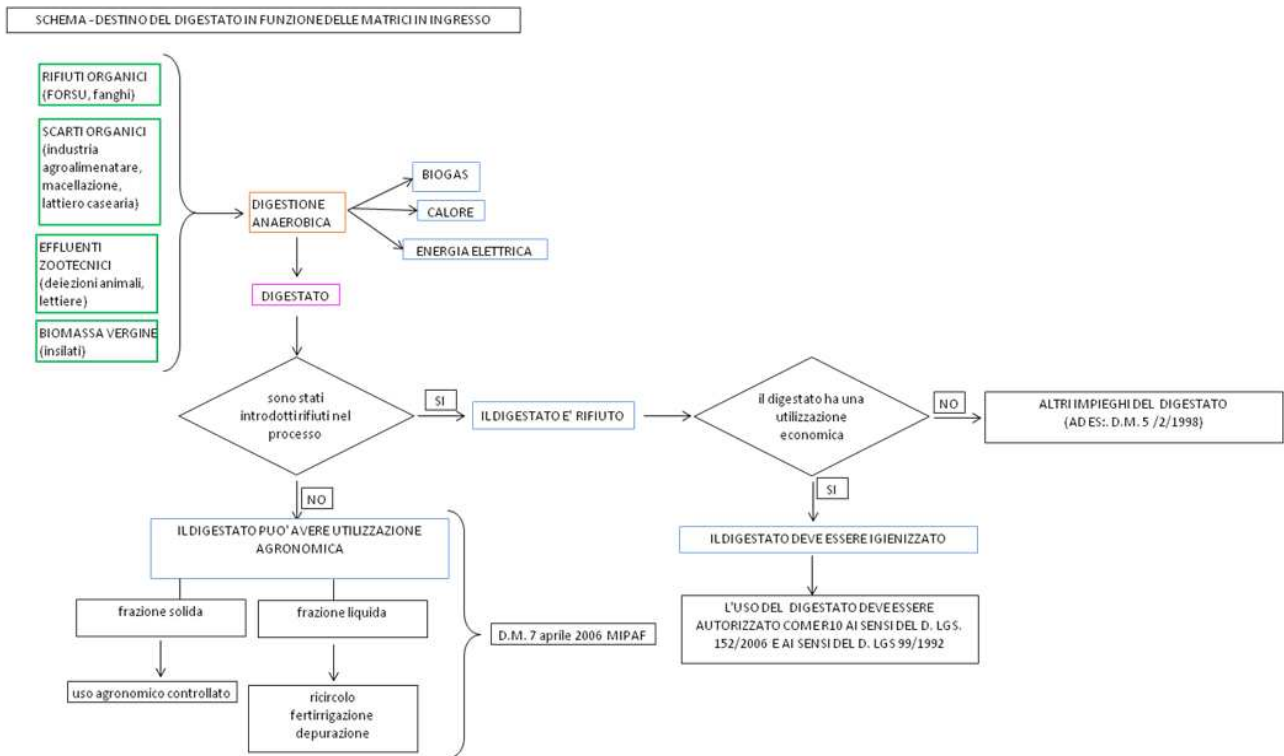 SCHEMA - DESTINO DEL DIGESTATO IN FUNZIONE DELLE MATRICI IN INGRESSO
RIFIUTI ORGANICI
(FORSU, fanghi)
SCARTI ORGANICI
(industria
agroalimenatare,
macellazione,
lattiero casearia)
EFFLUENTI
ZOOTECNICI
(deiezioni animali,
lettiere)
BIOMASSA VERGINE
(insilati)
DIGESTIONE
ANAEROBICA
BIOGAS
CALORE
ENERGIA ELETTRICA
DIGESTATO
sono stati
introdotti rifiuti nel
processo
SI
IL DIGESTATO E' RIFIUTO
il digestato ha una
utilizzazione
economica
NO
ALTRI IMPIEGHI DEL DIGESTATO
(AD ES:. D.M. 5 /2/1998)
NO
SI
IL DIGESTATO PUO' AVERE UTILIZZAZIONE
AGRONOMICA
IL DIGESTATO DEVE ESSERE IGIENIZZATO
frazione solida
frazione liquida
D.M. 7 aprile 2006 MIPAF
L'USO DEL DIGESTATO DEVE ESSERE
AUTORIZZATO COME R10 AI SENSI DEL D. LGS.
152/2006 E AI SENSI DEL D. LGS 99/1992
uso agronomico controllato
ricircolo
fertirrigazione
depurazione